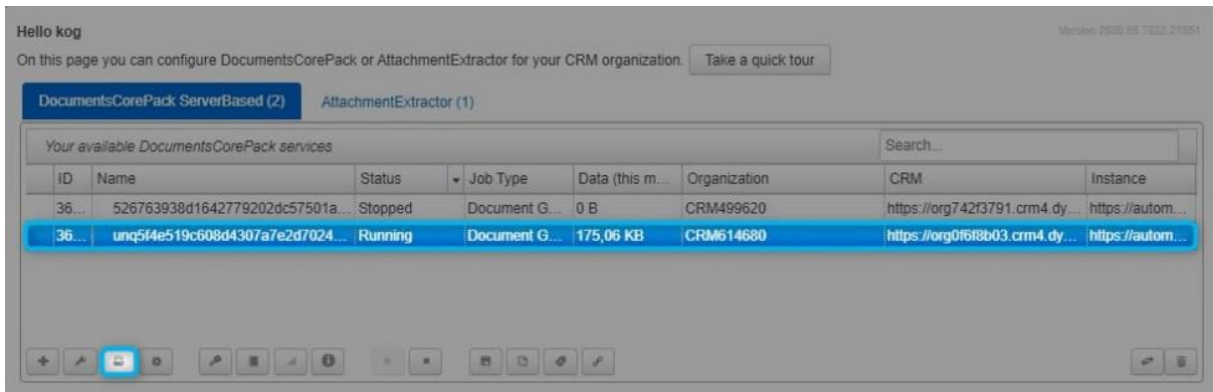 Hello kog
Version 2020.56.7322.21851
On this page you can configure DocumentsCorePack or AttachmentExtractor for your CRM organization. Take a quick tour
DocumentsCorePack ServerBased (2) AttachmentExtractor (1)
Your available DocumentsCorePack services Search...
ID Name Status Job Type Data (this m... Organization CRM Instance
36... 526763938d1642779202dc57501a... Stopped Document G... 0 B CRM499620 https://org742f3791.crm4.dy... https://autom...
36... unq5f4e519c608d4307a7e2d7024... Running Document G... 175,06 KB CRM614680 https://org0f6f8b03.crm4.dy... https://autom...